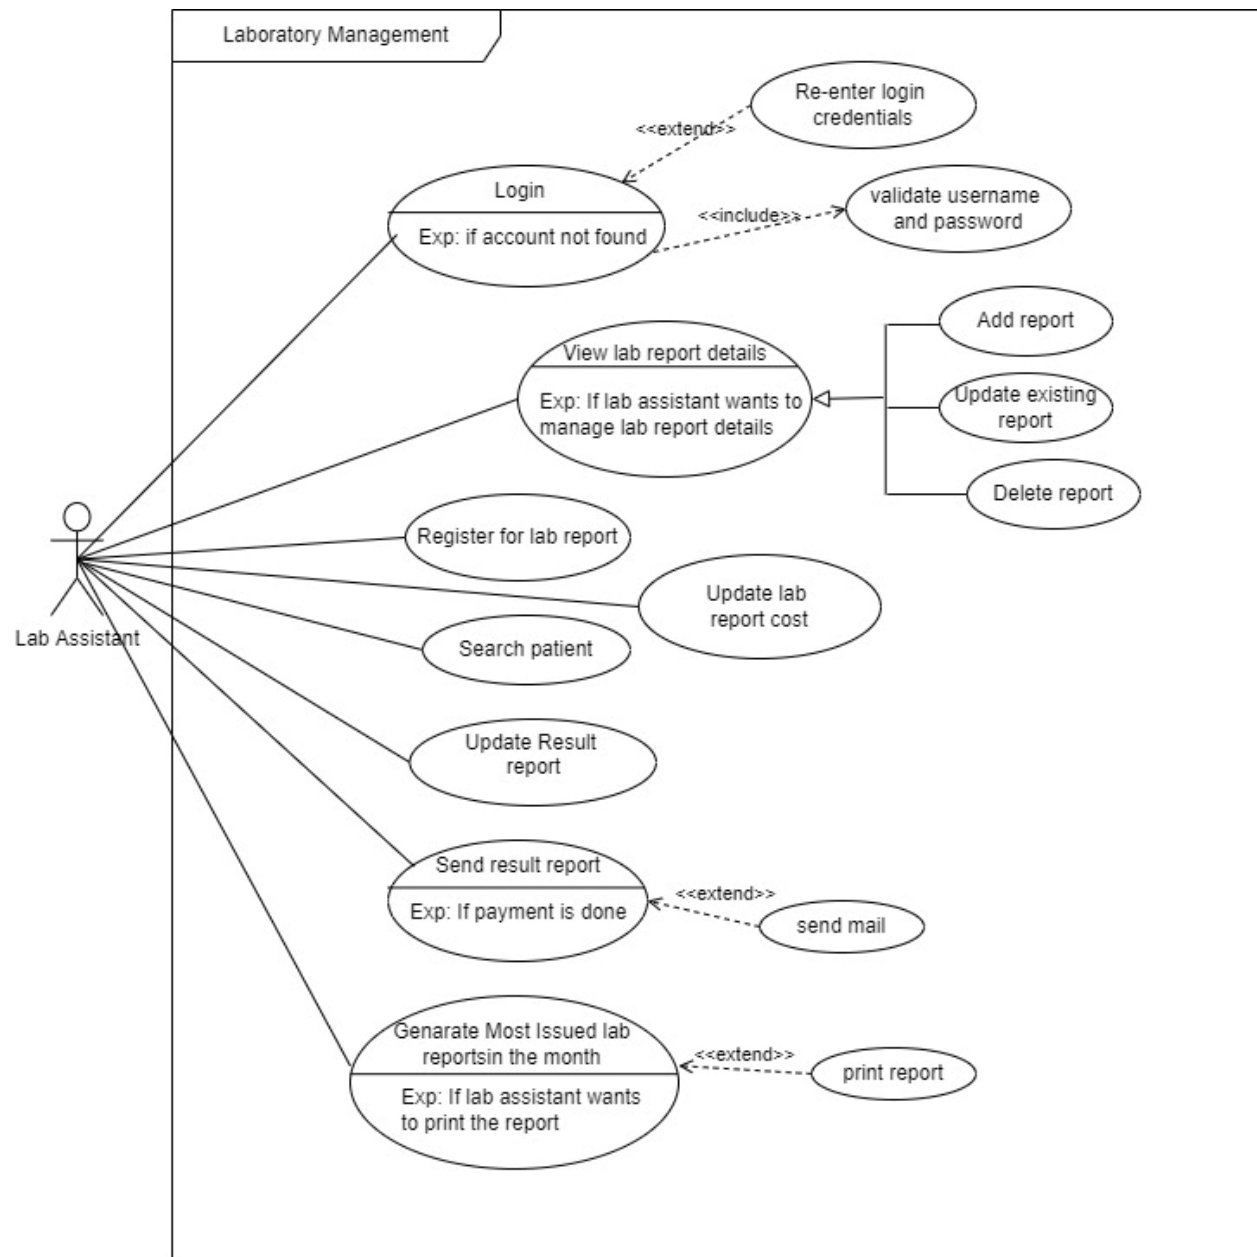 Laboratory Management
Re-enter login
credentials
<<extend>>
Login
Exp: if account not found
<<include>>
validate username
and password
View lab report details
Exp: If lab assistant wants to
manage lab report details
Add report
Update existing
report
Delete report
Register for lab report
Update lab
report cost
Lab Assistant
Search patient
Update Result
report
Send result report
Exp: If payment is done
<<extend>>
send mail
Genarate Most Issued lab
reportsin the month
Exp: If lab assistant wants
to print the report
<<extend>>
print report